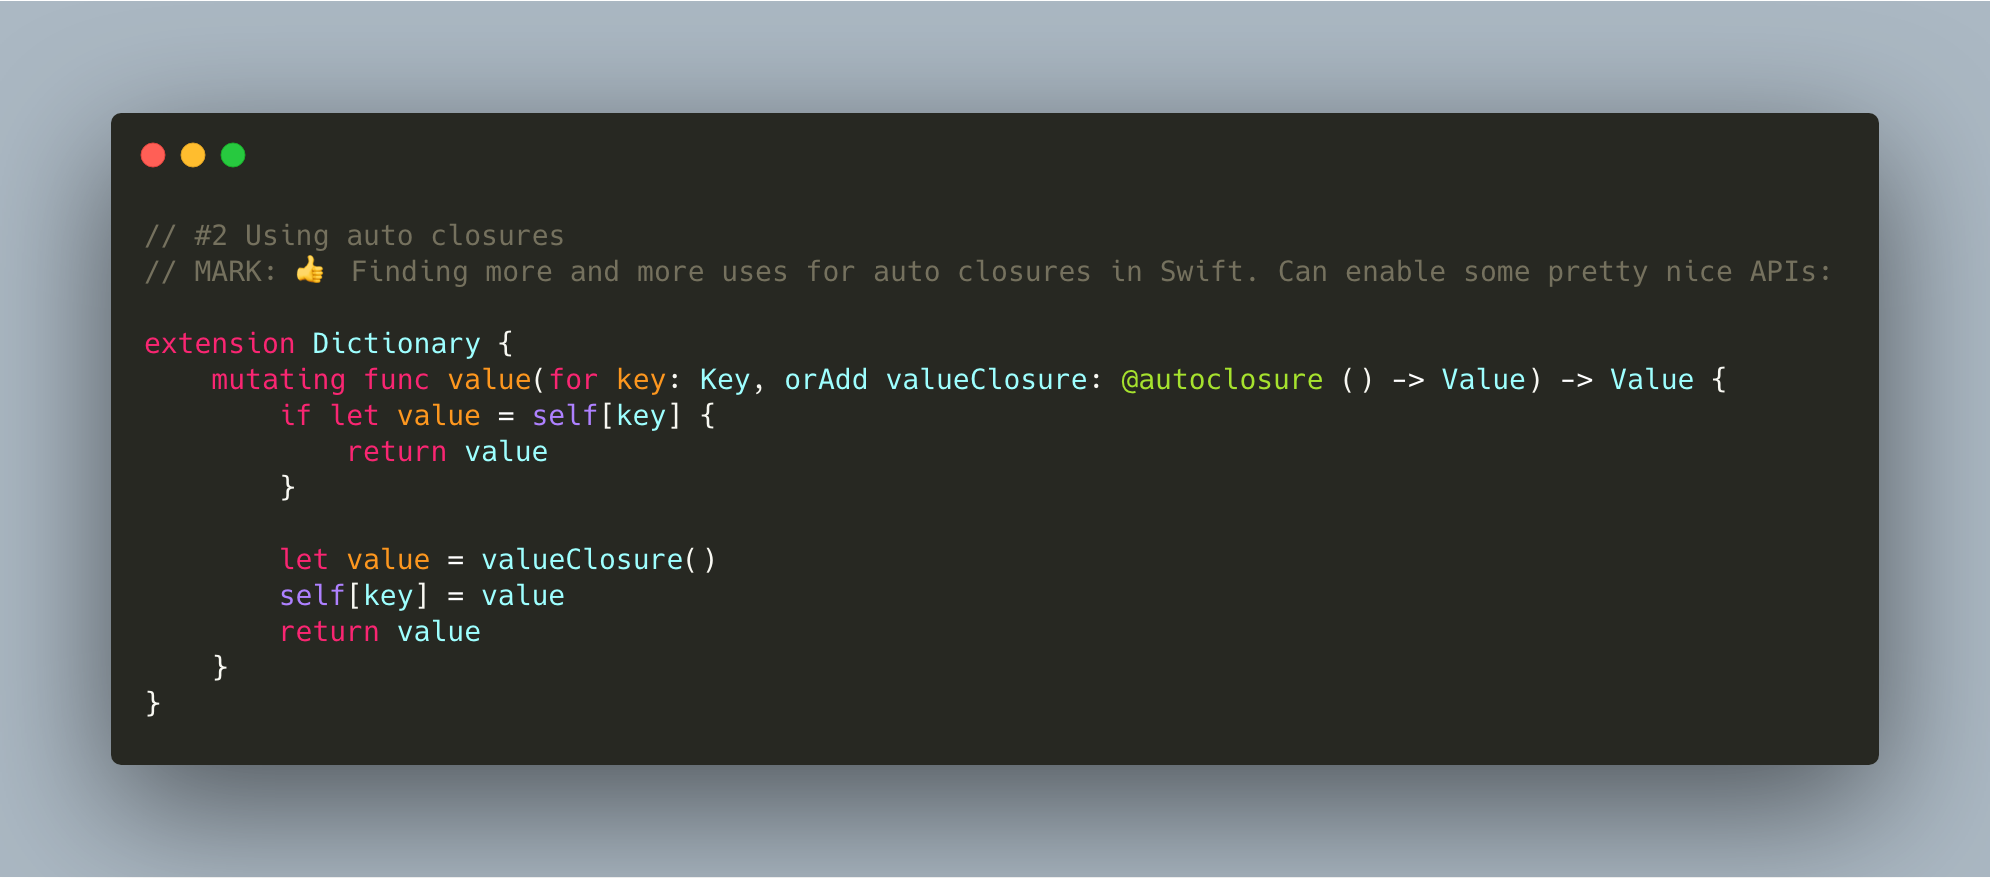 // #2 Using auto closures
// MARK: 👍 Finding more and more uses for auto closures in Swift. Can enable some pretty nice APIs:

extension Dictionary {
    mutating func value(for key: Key, orAdd valueClosure: @autoclosure () -> Value) -> Value {
        if let value = self[key] {
            return value
        }

        let value = valueClosure()
        self[key] = value
        return value
    }
}